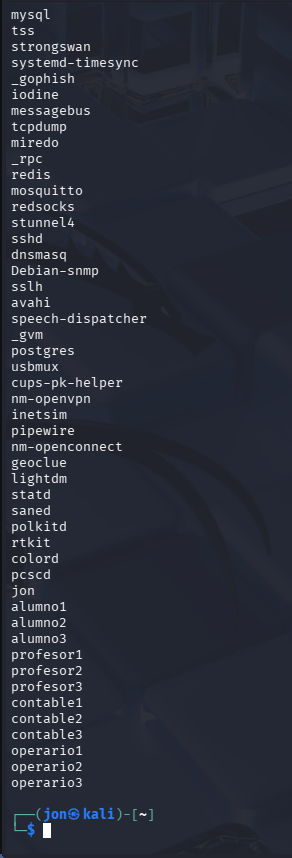 mysql
tss
strongswan
systemd-timesync
_gophish
iodine
messagebus
tcpdump
miredo
_rpc
redis
mosquitto
redsocks
stunnel4
sshd
dnsmasq
Debian-snmp
sslh
avahi
speech-dispatcher
_gvm
postgres
usbmux
cups-pk-helper
nm-openvpn
inetsim
pipewire
nm-openconnect
geoclue
lightdm
statd
saned
polkitd
rtkit
colord
pcscd
jon
alumno1
alumno2
alumno3
profesor1
profesor2
profesor3
contable1
contable2
contable3
operario1
operario2
operario3
┌──(jon㉿kali)-[~]
└─$